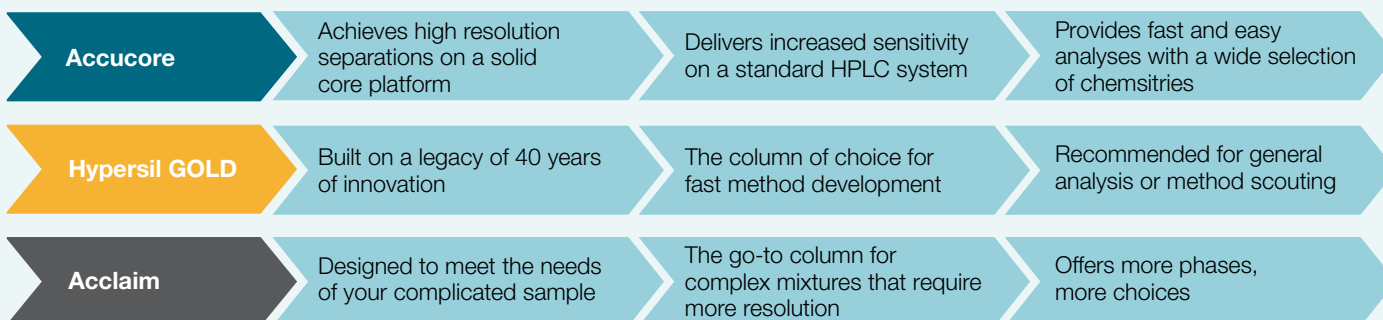 Accucore
Achieves high resolution
separations on a solid
core platform
Delivers increased sensitivity
on a standard HPLC system
Provides fast and easy
analyses with a wide selection
of chemsitries
Hypersil GOLD
Built on a legacy of 40 years
of innovation
The column of choice for
fast method development
Recommended for general
analysis or method scouting
Acclaim
Designed to meet the needs
of your complicated sample
The go-to column for
complex mixtures that require
more resolution
Offers more phases,
more choices